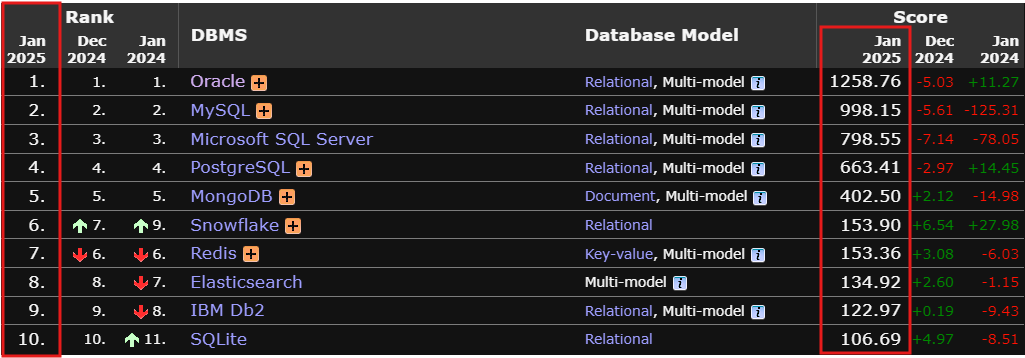 Rank Score
Jan 2025 Dec 2024 Jan 2024 DBMS Database Model Jan 2025 Dec 2024 Jan 2024
1. 1. 1. Oracle + Relational, Multi-model i 1258.76 -5.03 +11.27
2. 2. 2. MySQL + Relational, Multi-model i 998.15 -5.61 -125.31
3. 3. 3. Microsoft SQL Server Relational, Multi-model i 798.55 -7.14 -78.05
4. 4. 4. PostgreSQL + Relational, Multi-model i 663.41 -2.97 +14.45
5. 5. 5. MongoDB + Document, Multi-model i 402.50 +2.12 -14.98
6. 7. 9. Snowflake + Relational 153.90 +6.54 +27.98
7. 6. 6. Redis + Key-value, Multi-model i 153.36 +3.08 -6.03
8. 8. 7. Elasticsearch Multi-model i 134.92 +2.60 -1.15
9. 9. 8. IBM Db2 Relational, Multi-model i 122.97 +0.19 -9.43
10. 10. 11. SQLite Relational 106.69 +4.97 -8.51